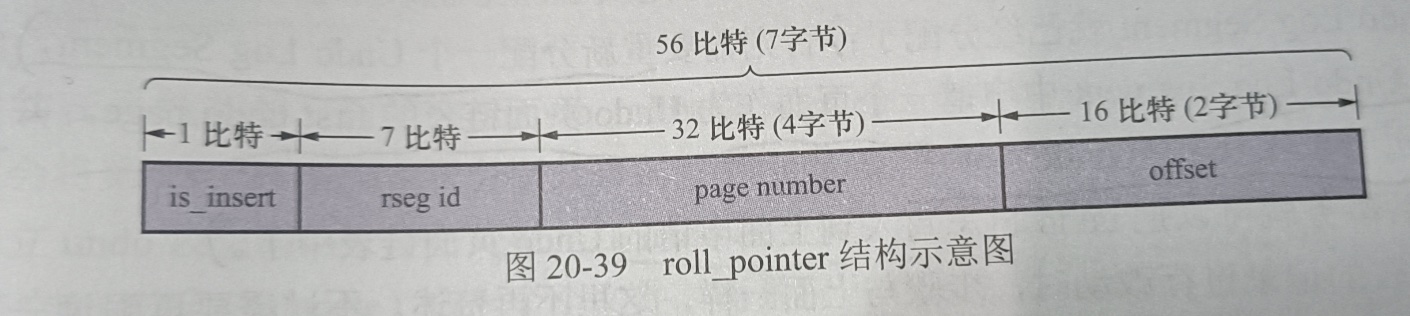 56 比特 (7字节)
1 比特 7 比特 32 比特 (4字节) 16 比特 (2字节)
is_insert rseg id page number offset
图 20-39 roll_pointer 结构示意图